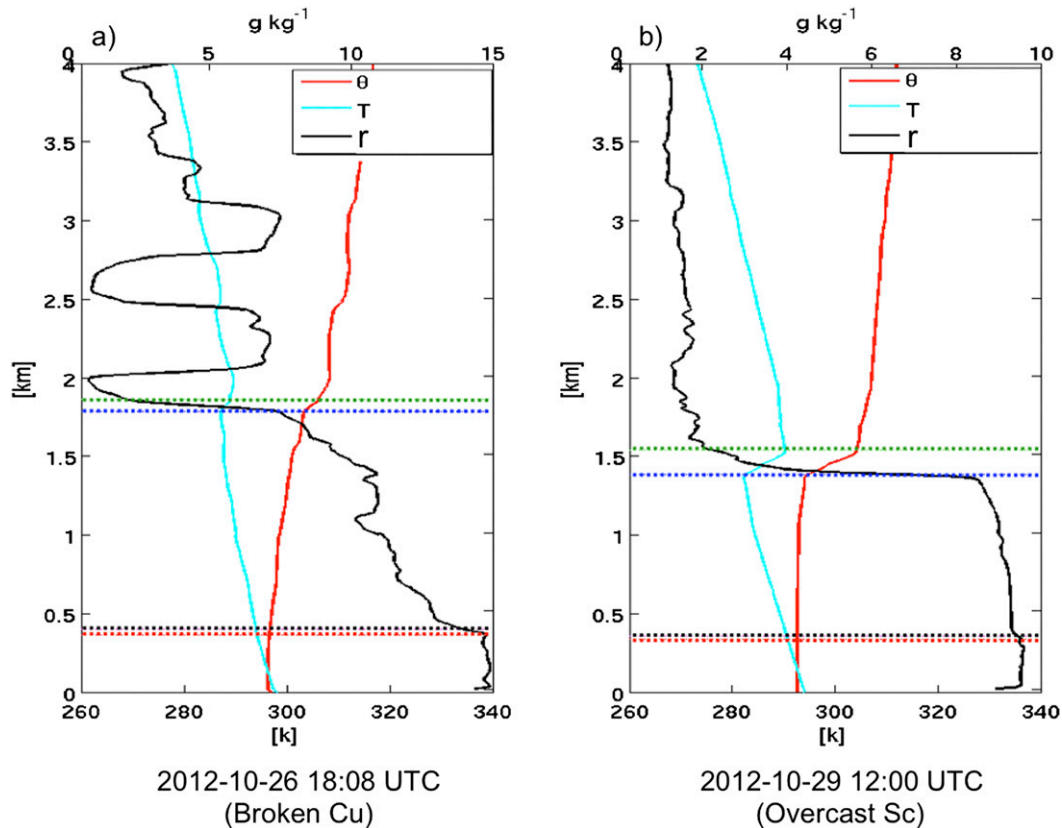 a) g kg-1
0 5 10 15
4
θ
T
r
3.5
3
2.5
2
1.5
1
0.5
0
[km]
260 280 300 320 340
[k]
2012-10-26 18:08 UTC
(Broken Cu)
b) g kg-1
0 2 4 6 8 10
4
θ
T
r
3.5
3
2.5
2
1.5
1
0.5
0
[km]
260 280 300 320 340
[k]
2012-10-29 12:00 UTC
(Overcast Sc)